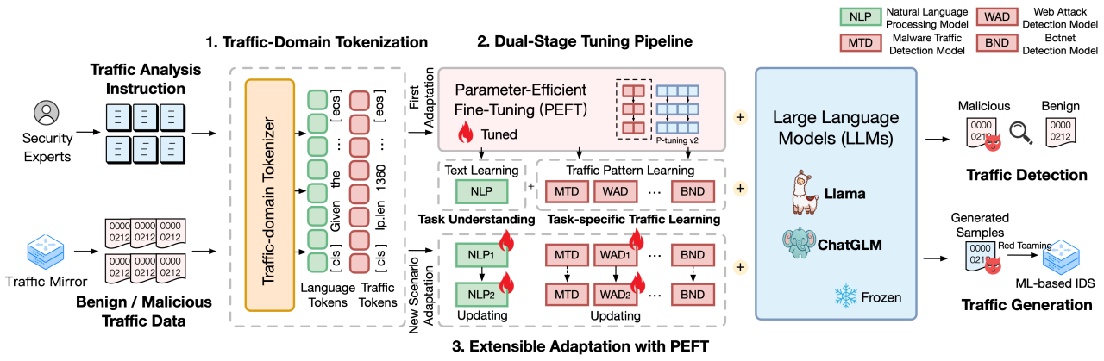 NLP
Natural Language
Processing Model
WAD
Web Attack
Detection Model
MTD
Malware Traffic
Detection Model
BND
Botnet
Detection Model
1. Traffic-Domain Tokenization
2. Dual-Stage Tuning Pipeline
Traffic Analysis
Instruction
Security
Experts
Traffic Mirror
0000 0000 0000
0212 0212 0212
0000 0000 0000
0212 0212 0212
Benign / Malicious
Traffic Data
Traffic-domain Tokenizer
[cls] Given the ... [eos]
[cls] Ip.len 1380 ... [eos]
Language
Tokens
Traffic
Tokens
First
Adaptation
New Scenario
Adaptation
Parameter-Efficient
Fine-Tuning (PEFT)
Tuned
P-tuning v2
Text Learning
NLP
Task Understanding
+
Traffic Pattern Learning
MTD WAD ... BND
Task-specific Traffic Learning
NLP1
NLP2
Updating
MTD WAD1 ... BND
MTD WAD2 ... BND
Updating
3. Extensible Adaptation with PEFT
+
+
+
Large Language
Models (LLMs)
Llama
ChatGLM
Frozen
Malicious
Benign
0000
021
0000
0212
Traffic Detection
Generated
Samples
0000
021
Red Teaming
ML-based IDS
Traffic Generation